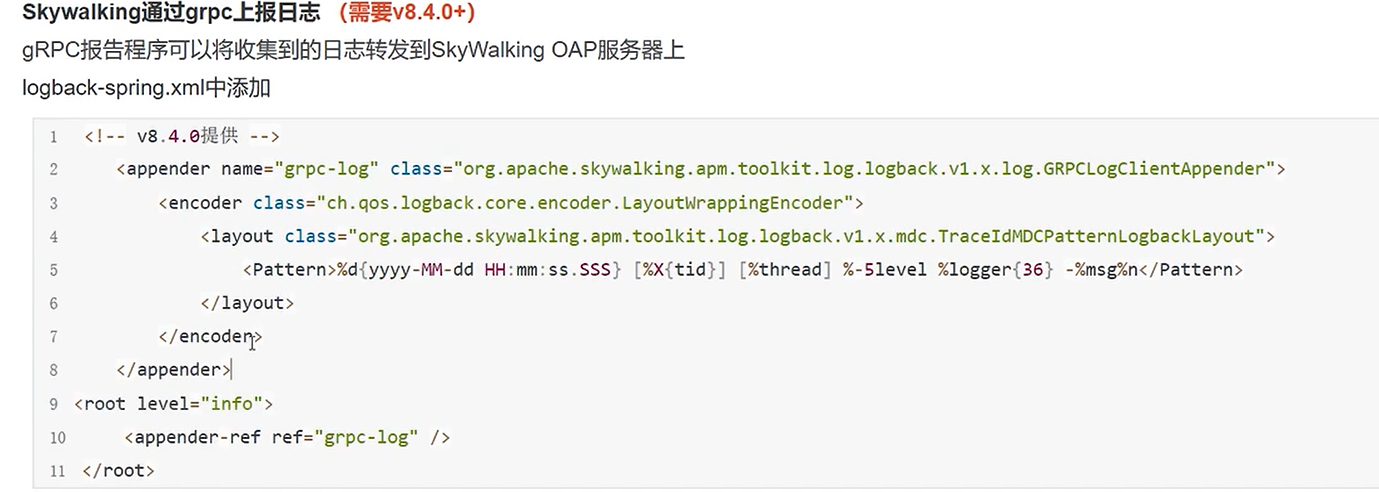 Skywalking通过grpc上报日志 （需要v8.4.0+)
gRPC报告程序可以将收集到的日志转发到SkyWalking OAP服务器上
logback-spring.xml中添加
1 <!-- v8.4.0提供 -->
2 <appender name="grpc-log" class="org.apache.skywalking.apm.toolkit.log.logback.v1.x.log.GRPCLogClientAppender">
3 <encoder class="ch.qos.logback.core.encoder.LayoutWrappingEncoder">
4 <layout class="org.apache.skywalking.apm.toolkit.log.logback.v1.x.mdc.TraceIdMDCPatternLogbackLayout">
5 <Pattern>%d{yyyy-MM-dd HH:mm:ss.SSS} [%X{tid}] [%thread] %-5level %logger{36} -%msg%n</Pattern>
6 </layout>
7 </encoder>
8 </appender>
9 <root level="info">
10 <appender-ref ref="grpc-log" />
11 </root>